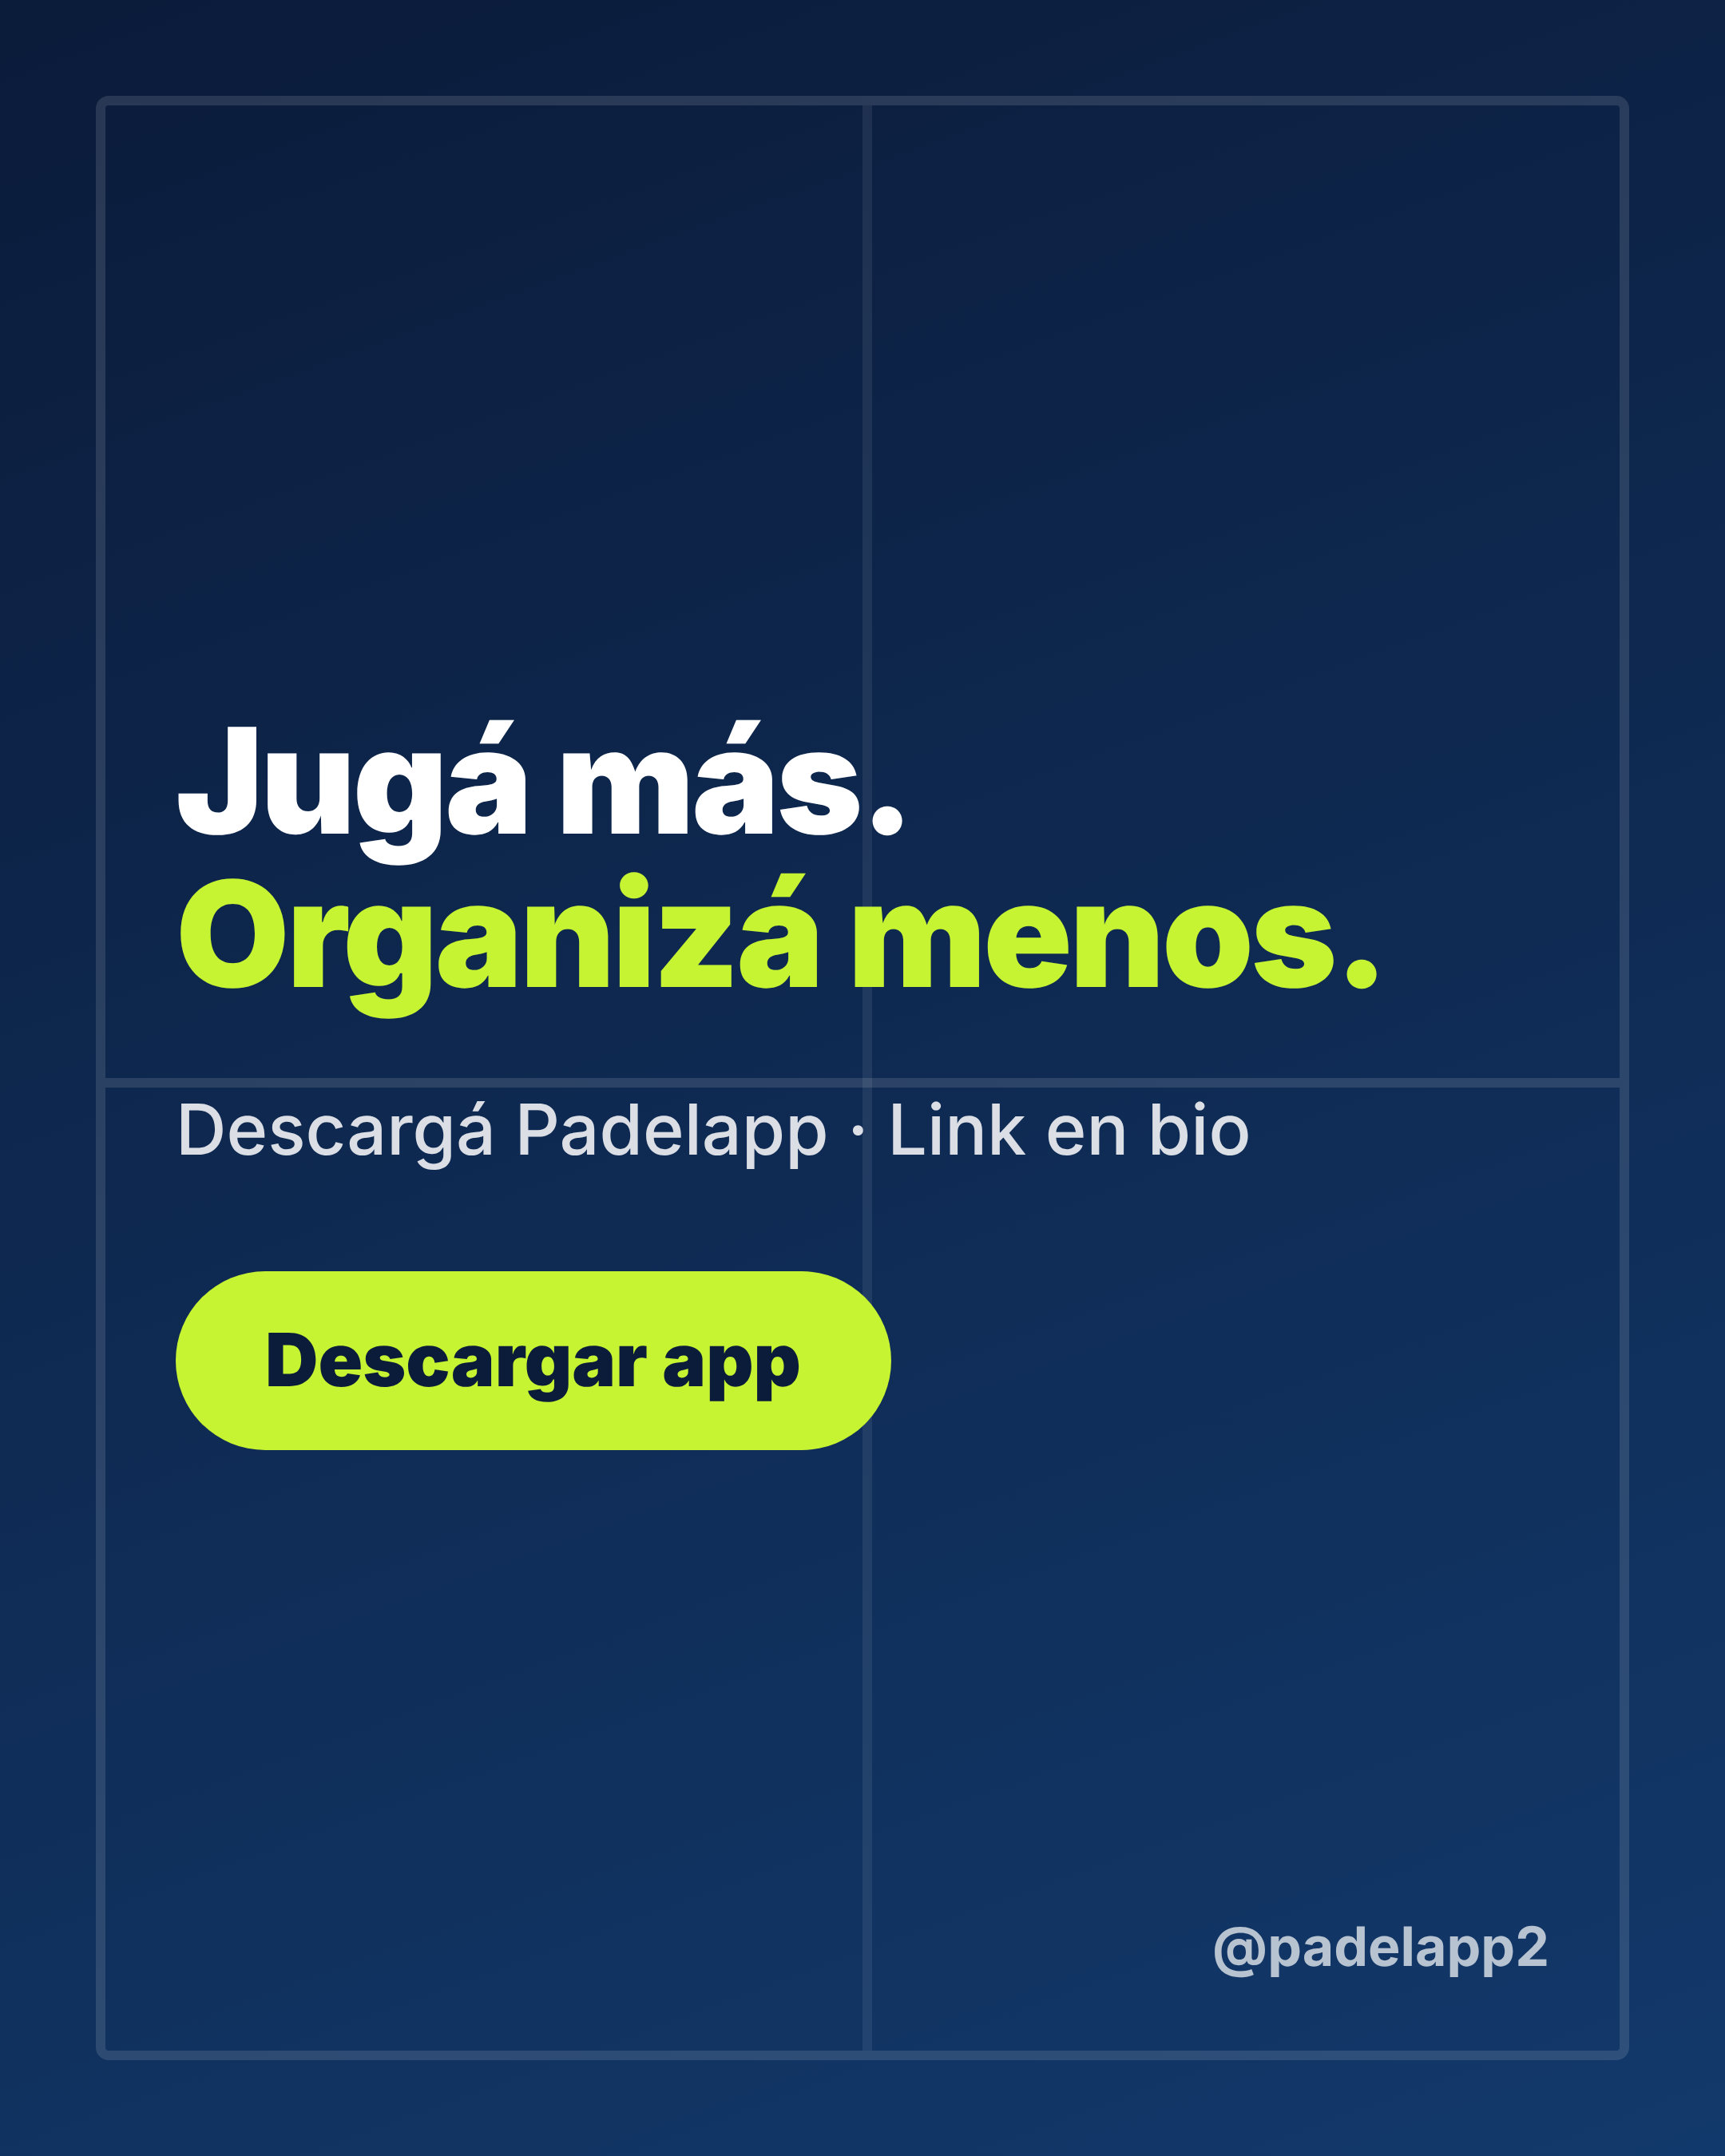 Jugá más.
Organizá menos.
Descargá Padelapp · Link en bio
Descargar app
@padelapp2